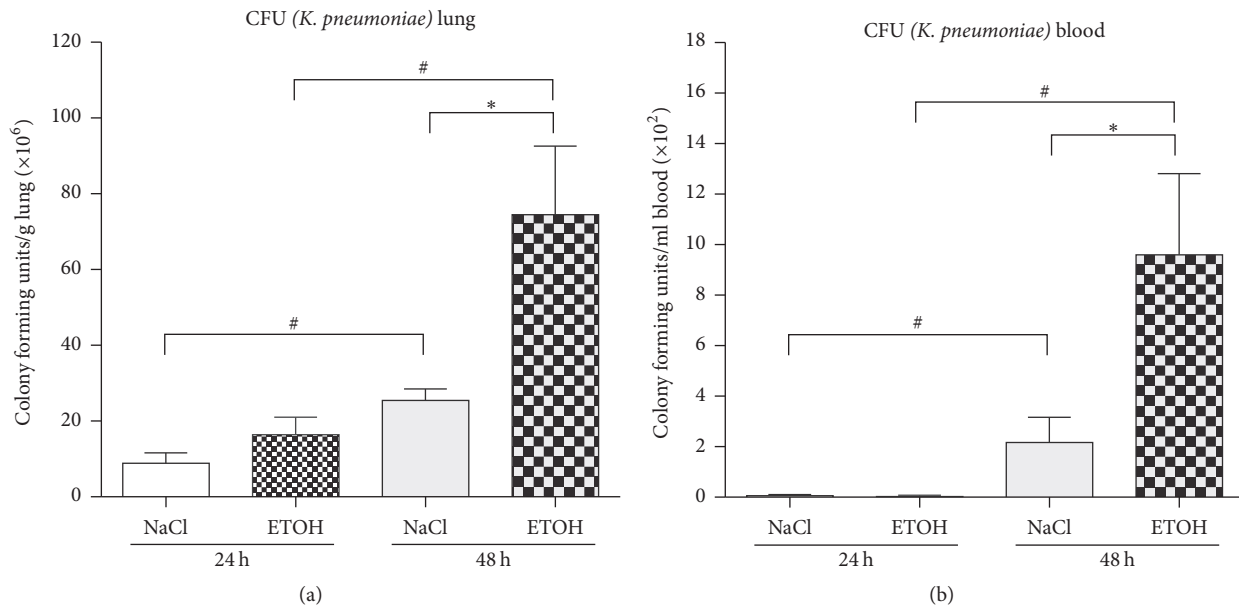 CFU (K. pneumoniae) lung
120
100
80
60
40
20
0
Colony forming units/g lung (×10⁶)
#
*
#
NaCl ETOH NaCl ETOH
24 h 48 h
(a)
CFU (K. pneumoniae) blood
18
16
14
12
10
8
6
4
2
0
Colony forming units/ml blood (×10²)
#
*
#
NaCl ETOH NaCl ETOH
24 h 48 h
(b)